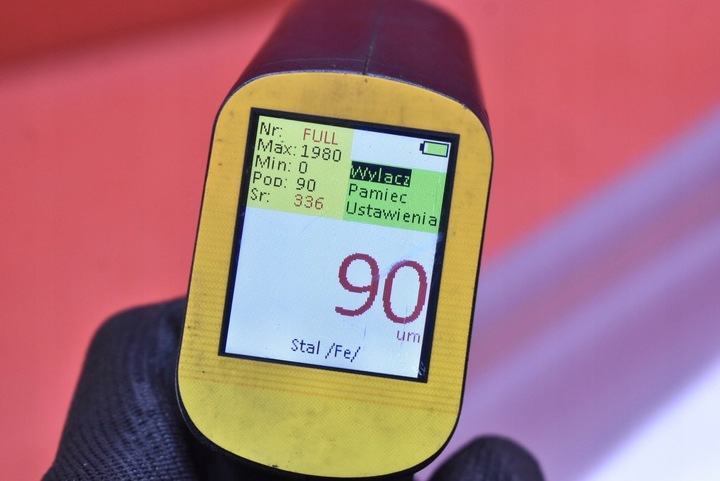 Nr: FULL
Max: 1980
Min: 0
Pop: 90
Sr: 336
Wylacz
Pamiec
Ustawienia
90
um
Stal /Fe/